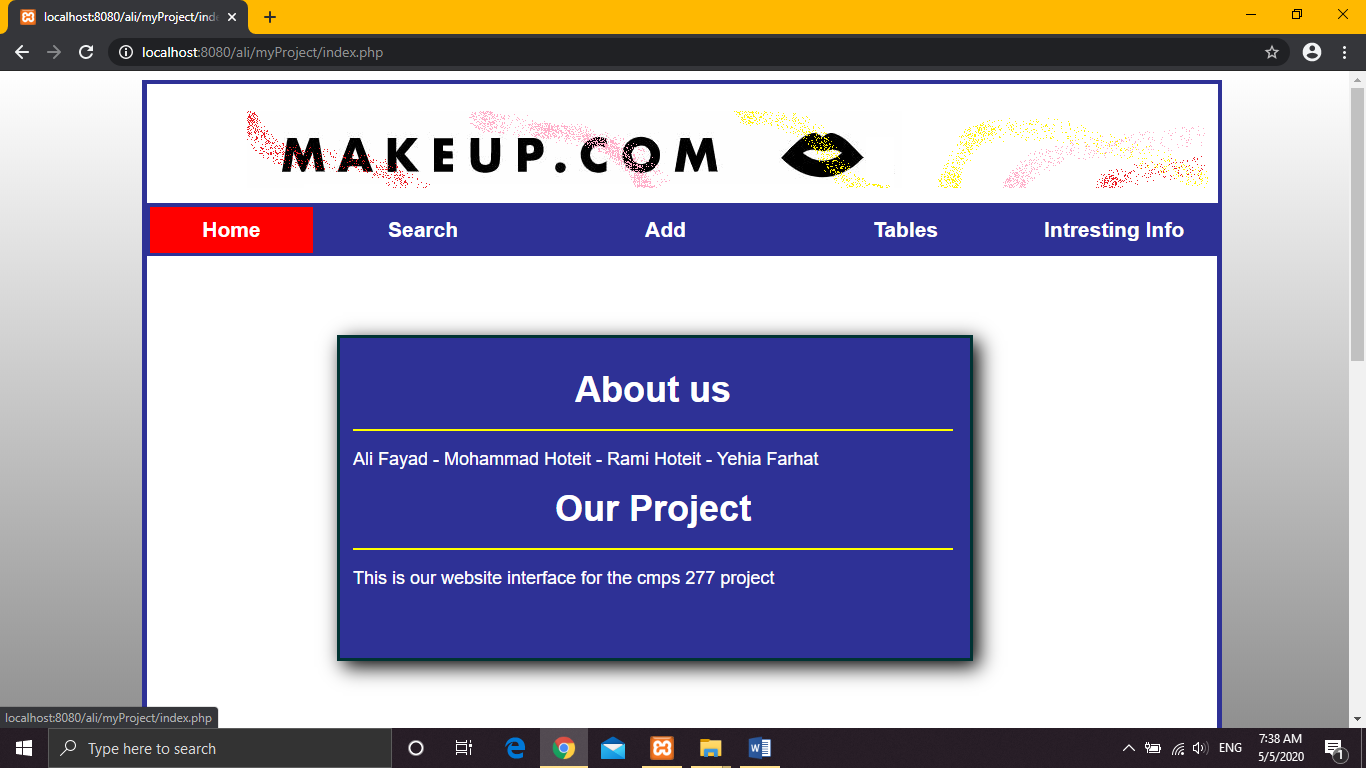 localhost:8080/ali/myProject/ind
localhost:8080/ali/myProject/index.php
MAKEUP.COM
Home Search Add Tables Intresting Info
About us
Ali Fayad - Mohammad Hoteit - Rami Hoteit - Yehia Farhat
Our Project
This is our website interface for the cmps 277 project
localhost:8080/ali/myProject/index.php
Type here to search
ENG
7:38 AM
5/5/2020
1